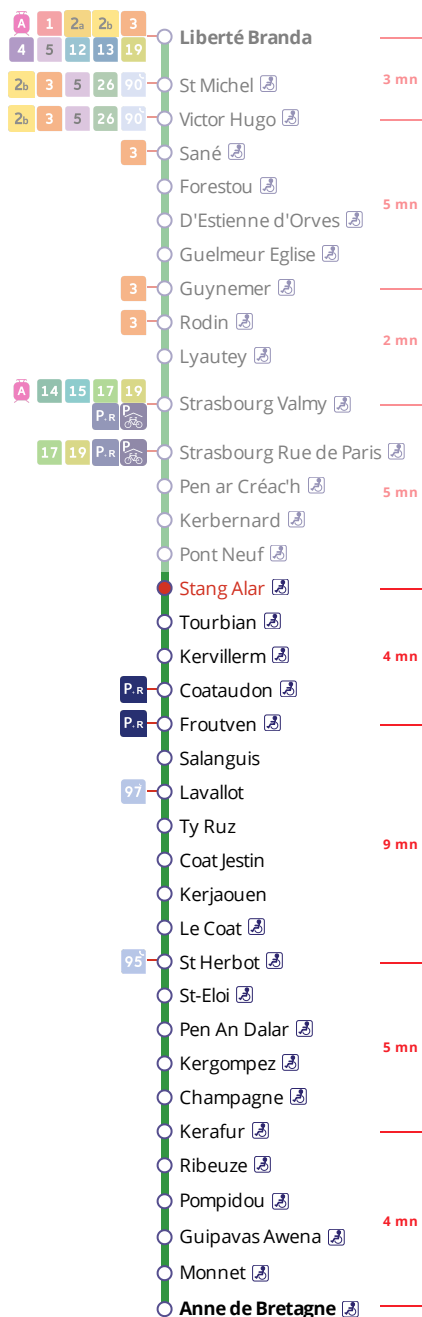 A 1 2a 2b 3
4 5 12 13 19
Liberté Branda
3 mn
2b 3 5 26 90 St Michel
2b 3 5 26 90 Victor Hugo
3 Sané
Forestou
D'Estienne d'Orves
5 mn
Guelmeur Eglise
3 Guynemer
3 Rodin
2 mn
Lyautey
A 14 15 17 19
P+R P
Strasbourg Valmy
17 19 P+R P Strasbourg Rue de Paris
Pen ar Créac'h
5 mn
Kerbernard
Pont Neuf
Stang Alar
Tourbian
Kervillerm
4 mn
P+R Coataudon
P+R Froutven
Salanguis
97 Lavallot
Ty Ruz
9 mn
Coat Jestin
Kerjaouen
Le Coat
95 St Herbot
St-Eloi
Pen An Dalar
5 mn
Kergompez
Champagne
Kerafur
Ribeuze
Pompidou
4 mn
Guipavas Awena
Monnet
Anne de Bretagne